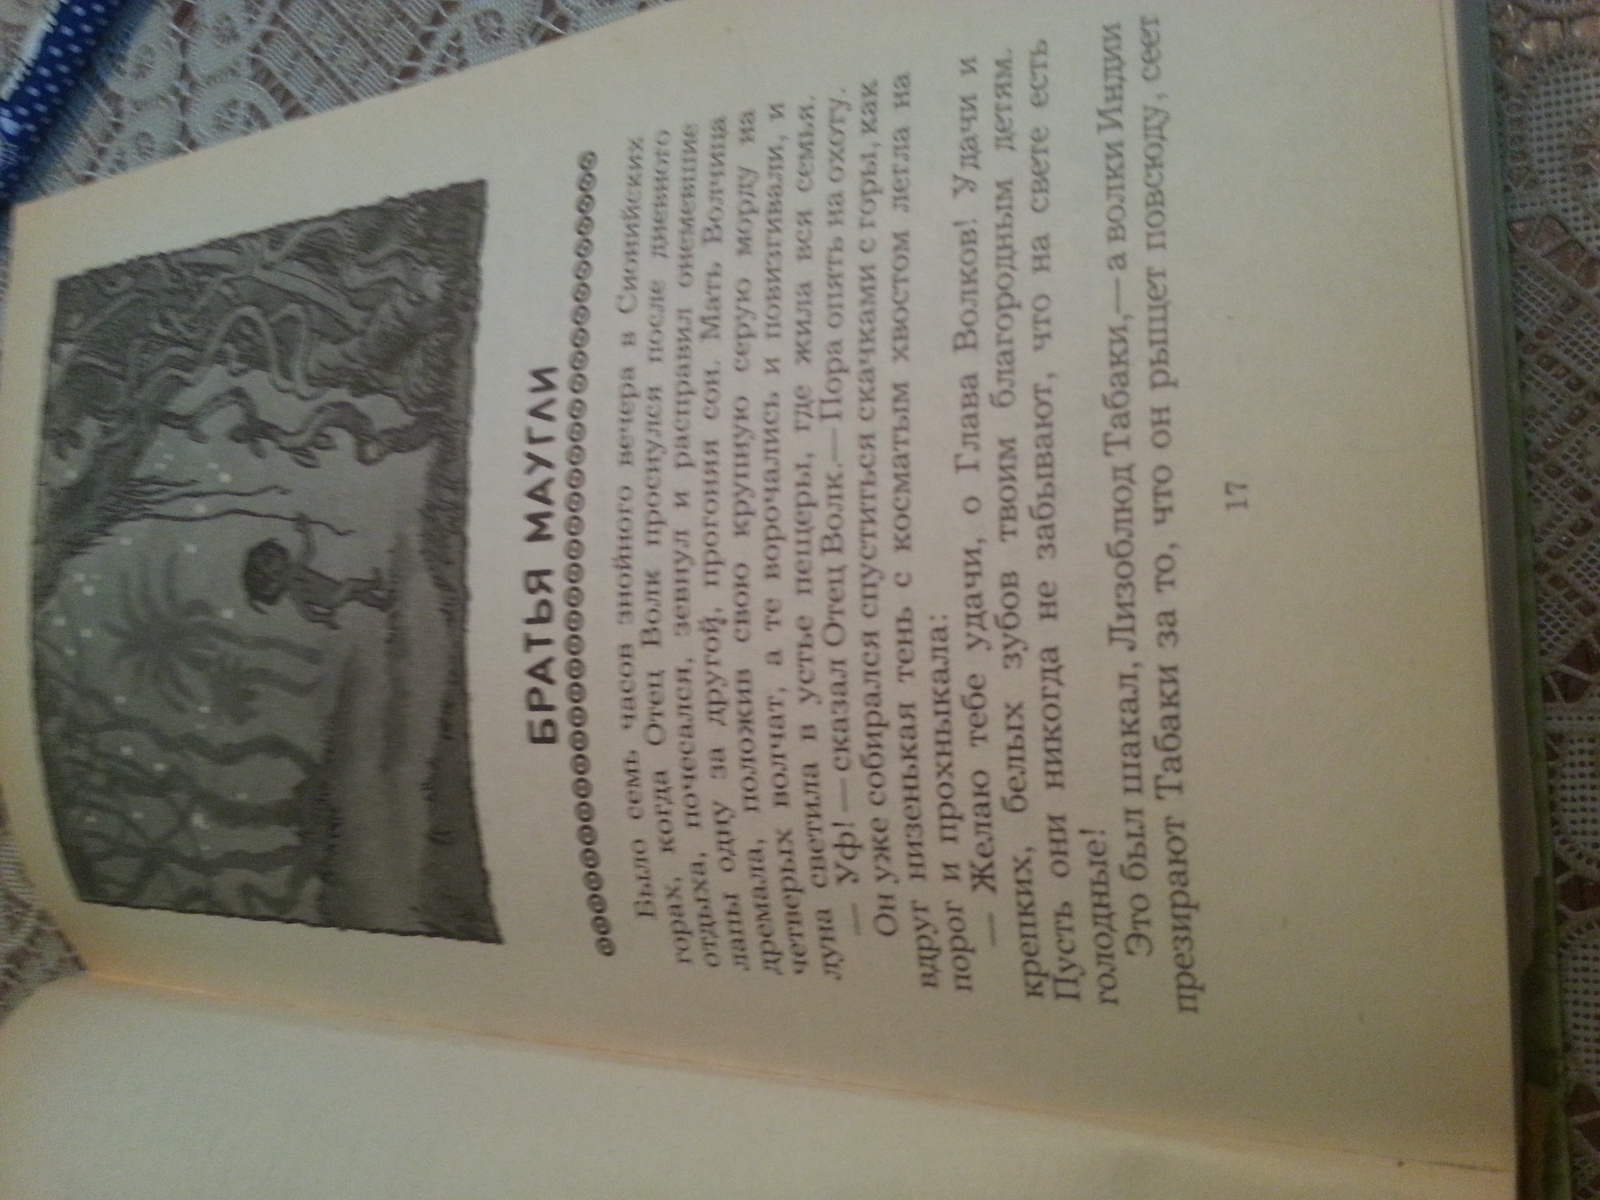 БРАТЬЯ МАУГЛИ
Было семь часов знойного вечера в Сионийских
горах, когда Отец Волк проснулся после дневного
отдыха, почесался, зевнул и расправил онемевшие
лапы одну за другой, прогоняя сон. Мать Волчица
дремала, положив свою крупную серую морду на
четверых волчат, а те ворочались и повизгивали, и
луна светила в устье пещеры, где жила вся семья.
— Уф! — сказал Отец Волк.— Пора опять на охоту.
Он уже собирался спуститься скачками с горы, как
вдруг низенькая тень с косматым хвостом легла на
порог и прохныкала:
— Желаю тебе удачи, о Глава Волков! Удачи и
крепких, белых зубов твоим благородным детям.
Пусть они никогда не забывают, что на свете есть
голодные!
Это был шакал, Лизоблюд Табаки,— а волки Индии
презирают Табаки за то, что он рыщет повсюду, сеет
17